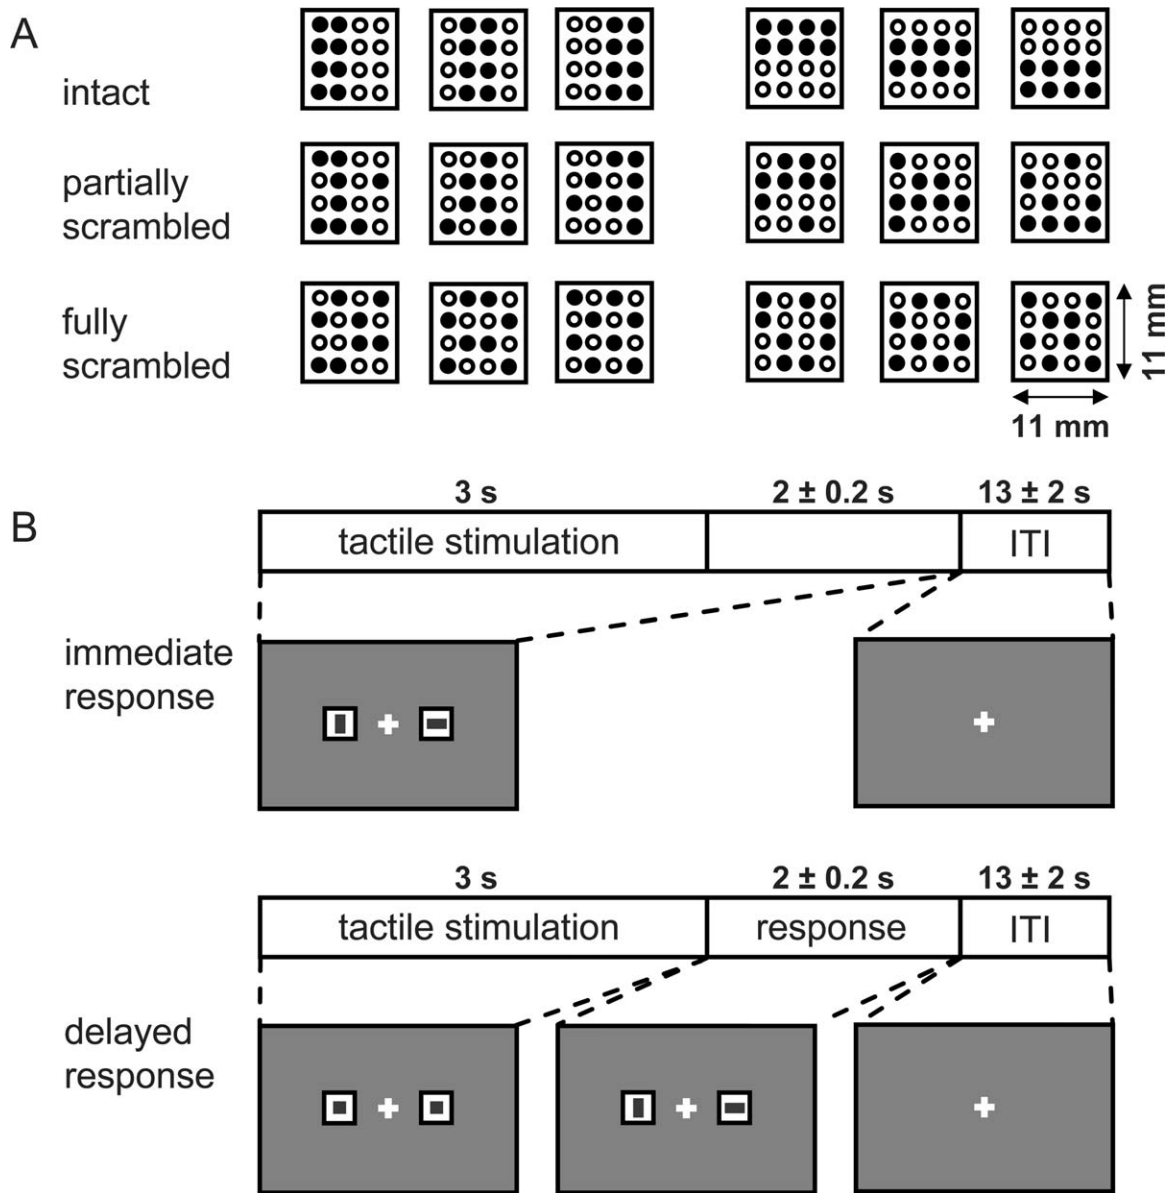 A
intact
partially
scrambled
fully
scrambled
11 mm
11 mm
B
3 s
2 ± 0.2 s
13 ± 2 s
tactile stimulation
ITI
immediate
response
3 s
2 ± 0.2 s
13 ± 2 s
tactile stimulation
response
ITI
delayed
response